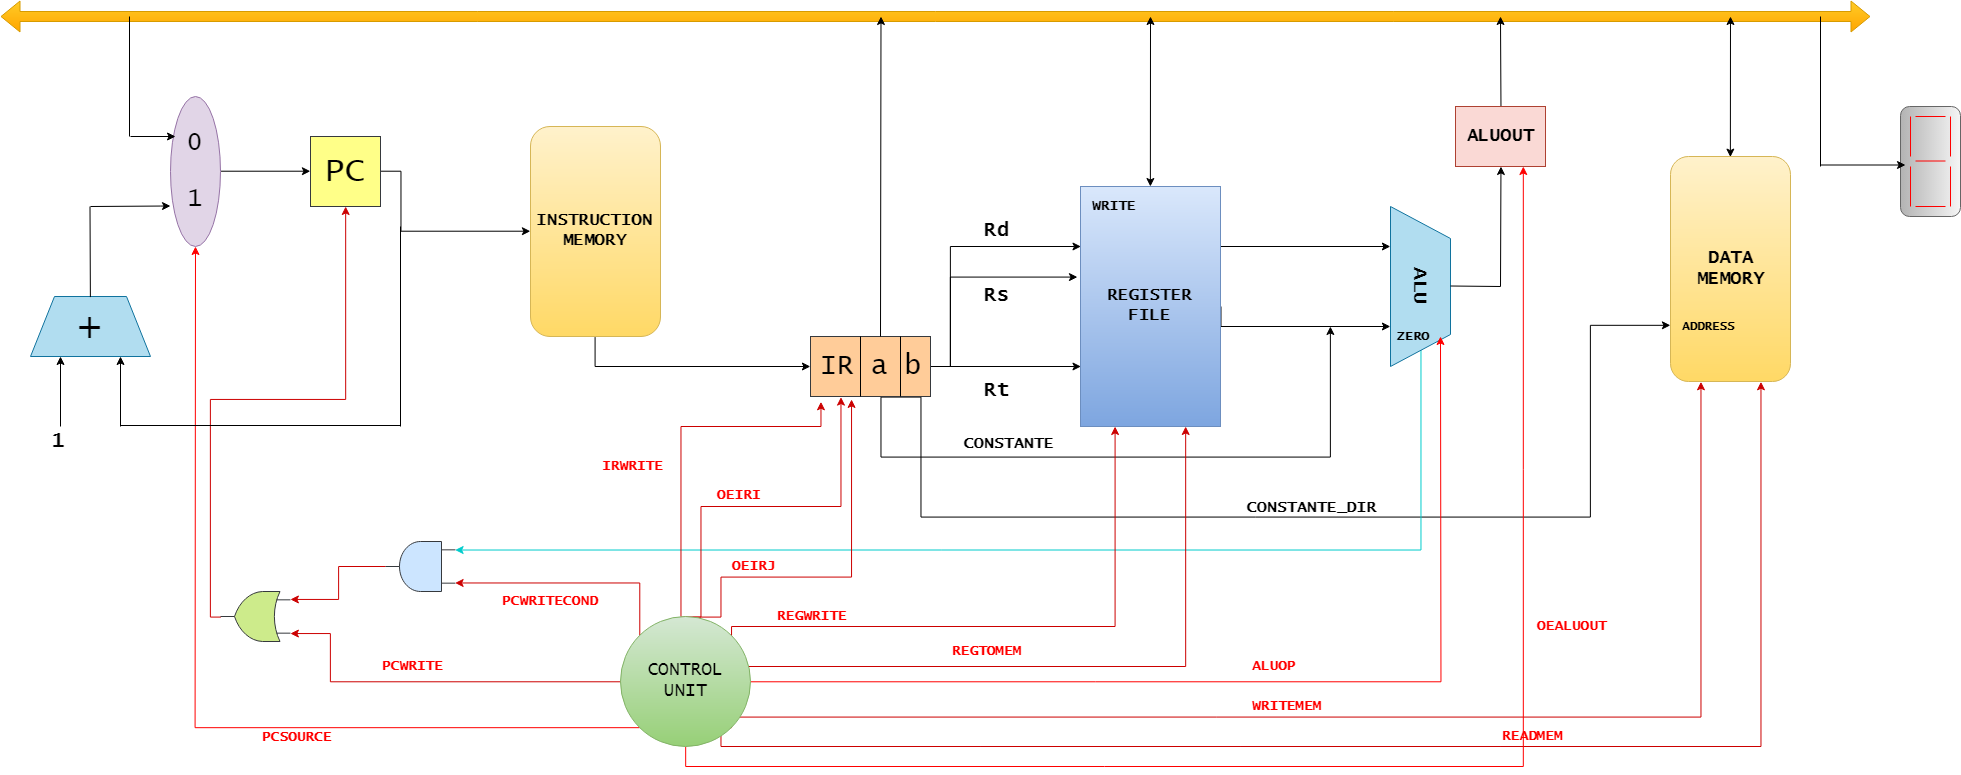 0
1
PC
+
1
INSTRUCTION
MEMORY
IR
a
b
Rd
Rs
Rt
WRITE
REGISTER
FILE
ALU
ZERO
ALUOUT
DATA
MEMORY
ADDRESS
CONSTANTE
CONSTANTE_DIR
IRWRITE
OEIRI
OEIRJ
PCWRITECOND
REGWRITE
REGTOMEM
OEALUOUT
PCWRITE
CONTROL
UNIT
ALUOP
WRITEMEM
PCSOURCE
READMEM